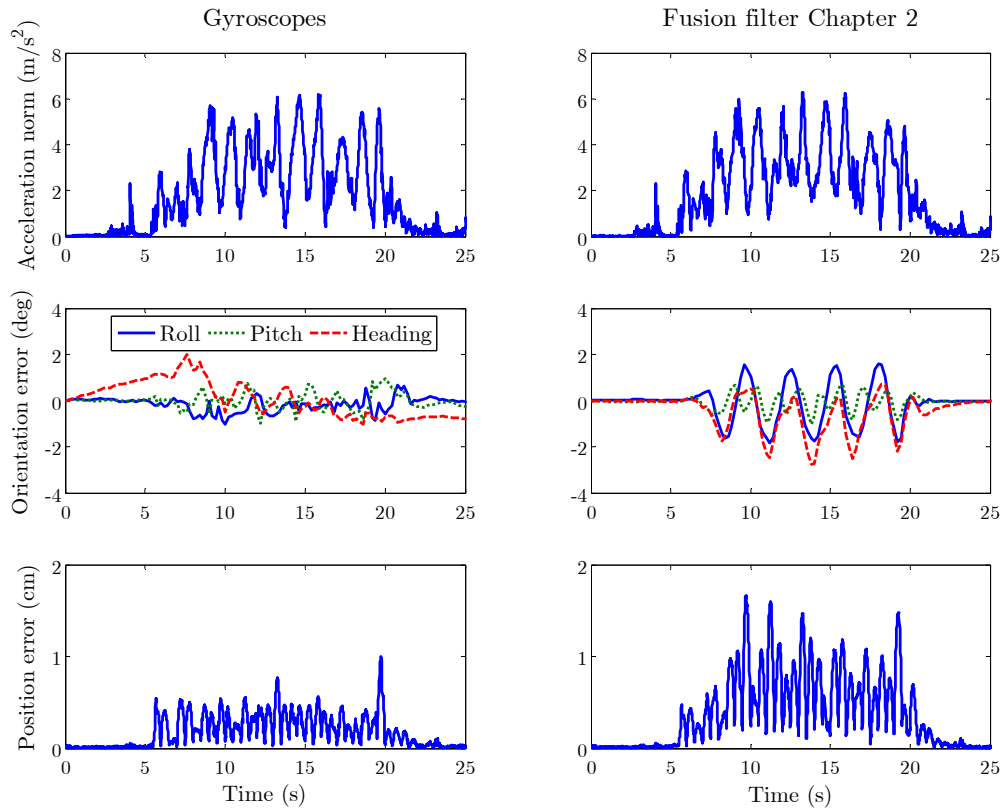 Gyroscopes
Fusion filter Chapter 2
Acceleration norm (m/s²)
8
6
4
2
0
0 5 10 15 20 25
8
6
4
2
0
0 5 10 15 20 25
Orientation error (deg)
4
2
0
-2
-4
Roll Pitch Heading
0 5 10 15 20 25
4
2
0
-2
-4
0 5 10 15 20 25
Position error (cm)
2
1
0
0 5 10 15 20 25
Time (s)
2
1
0
0 5 10 15 20 25
Time (s)